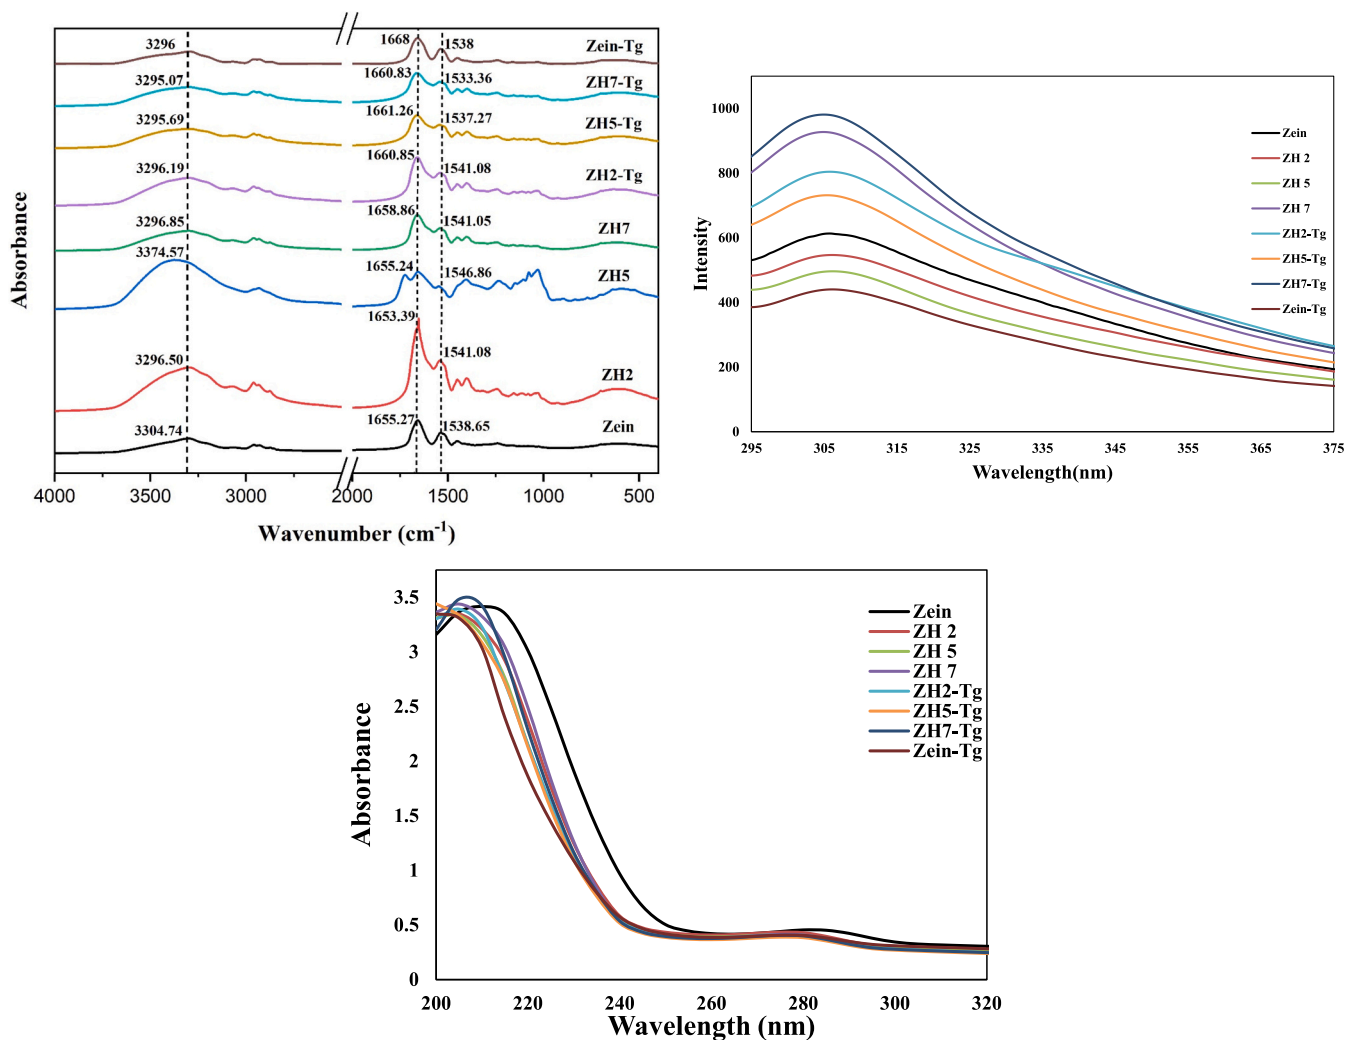 3296
1668
1538
Zein-Tg
3295.07
1660.83
1533.36
ZH7-Tg
3295.69
1661.26
1537.27
ZH5-Tg
3296.19
1660.85
1541.08
ZH2-Tg
3296.85
1658.86
1541.05
ZH7
3374.57
1655.24
1546.86
ZH5
3296.50
1653.39
1541.08
ZH2
3304.74
1655.27
1538.65
Zein
4000 3500 3000 2000 1500 1000 500
Wavenumber (cm-1)
Absorbance
1000
800
600
400
200
0
Intensity
295 305 315 325 335 345 355 365 375
Wavelength(nm)
Zein
ZH 2
ZH 5
ZH 7
ZH2-Tg
ZH5-Tg
ZH7-Tg
Zein-Tg
3.5
3
2.5
2
1.5
1
0.5
0
Absorbance
200 220 240 260 280 300 320
Wavelength (nm)
Zein
ZH 2
ZH 5
ZH 7
ZH2-Tg
ZH5-Tg
ZH7-Tg
Zein-Tg